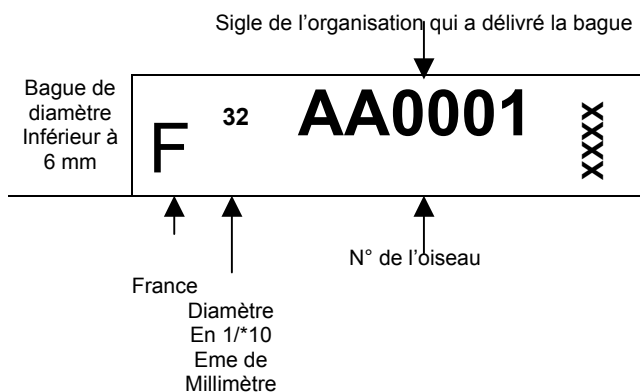 Sigle de l'organisation qui a délivré la bague
Bague de
diamètre
Inférieur à
6 mm
F
32
AA0001
XXXX
N° de l'oiseau
France
Diamètre
En 1/*10
Eme de
Millimètre